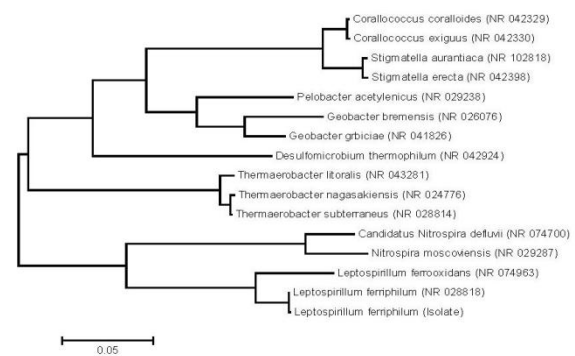 Corallococcus coralloides (NR 042329)
Corallococcus exiguus (NR 042330)
Stigmatella aurantiaca (NR 102818)
Stigmatella erecta (NR 042398)
Pelobacter acetylenicus (NR 029238)
Geobacter bremensis (NR 026076)
Geobacter grbiciae (NR 041826)
Desulfomicrobium thermophilum (NR 042924)
Thermaerobacter litoralis (NR 043281)
Thermaerobacter nagasakiensis (NR 024776)
Thermaerobacter subterraneus (NR 028814)
Candidatus Nitrospira defluvii (NR 074700)
Nitrospira moscoviensis (NR 029287)
Leptospirillum ferrooxidans (NR 074963)
Leptospirillum ferriphilum (NR 028818)
Leptospirillum ferriphilum (Isolate)
0.05